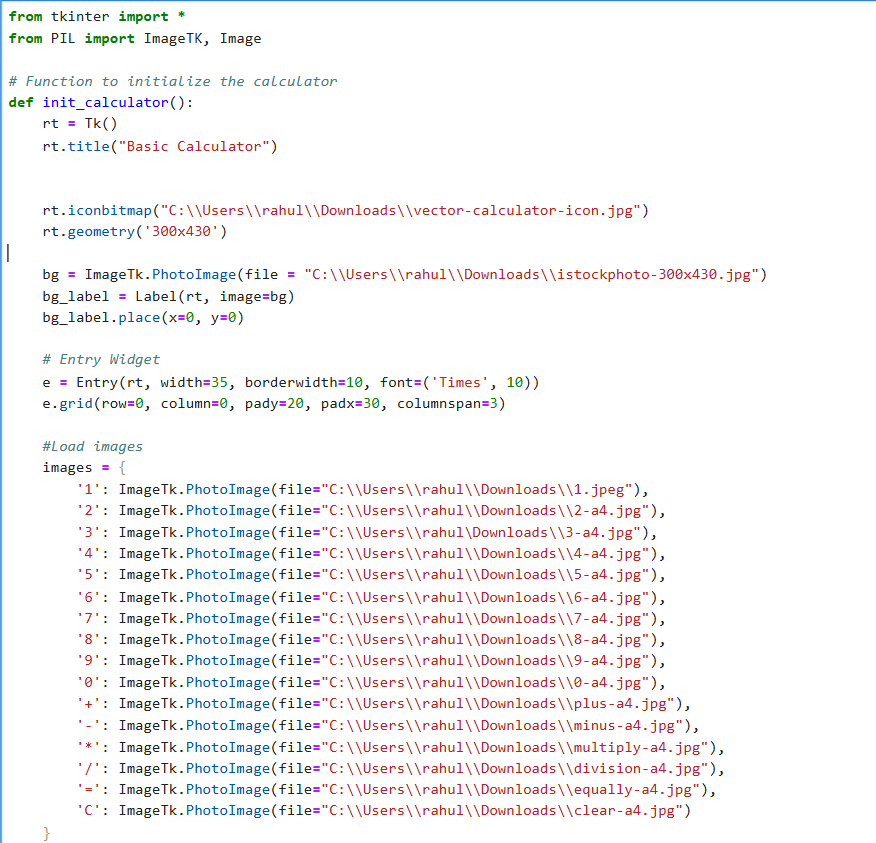 from tkinter import *
from PIL import ImageTK, Image
# Function to initialize the calculator
def init_calculator():
    rt = Tk()
    rt.title("Basic Calculator")
    rt.iconbitmap("C:\\Users\\rahul\\Downloads\\vector-calculator-icon.jpg")
    rt.geometry('300x430')
    bg = ImageTk.PhotoImage(file = "C:\\Users\\rahul\\Downloads\\istockphoto-300x430.jpg")
    bg_label = Label(rt, image=bg)
    bg_label.place(x=0, y=0)
    # Entry Widget
    e = Entry(rt, width=35, borderwidth=10, font=('Times', 10))
    e.grid(row=0, column=0, pady=20, padx=30, columnspan=3)
    #Load images
    images = {
        '1': ImageTk.PhotoImage(file="C:\\Users\\rahul\\Downloads\\1.jpeg"),
        '2': ImageTk.PhotoImage(file="C:\\Users\\rahul\\Downloads\\2-a4.jpg"),
        '3': ImageTk.PhotoImage(file="C:\\Users\\rahul\Downloads\\3-a4.jpg"),
        '4': ImageTk.PhotoImage(file="C:\\Users\\rahul\\Downloads\\4-a4.jpg"),
        '5': ImageTk.PhotoImage(file="C:\\Users\\rahul\\Downloads\\5-a4.jpg"),
        '6': ImageTk.PhotoImage(file="C:\\Users\\rahul\\Downloads\\6-a4.jpg"),
        '7': ImageTk.PhotoImage(file="C:\\Users\\rahul\\Downloads\\7-a4.jpg"),
        '8': ImageTk.PhotoImage(file="C:\\Users\\rahul\\Downloads\\8-a4.jpg"),
        '9': ImageTk.PhotoImage(file="C:\\Users\\rahul\\Downloads\\9-a4.jpg"),
        '0': ImageTk.PhotoImage(file="C:\\Users\\rahul\\Downloads\\0-a4.jpg"),
        '+': ImageTk.PhotoImage(file="C:\\Users\\rahul\\Downloads\\plus-a4.jpg"),
        '-': ImageTk.PhotoImage(file="C:\\Users\\rahul\\Downloads\\minus-a4.jpg"),
        '*': ImageTk.PhotoImage(file="C:\\Users\\rahul\\Downloads\\multiply-a4.jpg"),
        '/': ImageTk.PhotoImage(file="C:\\Users\\rahul\\Downloads\\division-a4.jpg"),
        '=': ImageTk.PhotoImage(file="C:\\Users\\rahul\\Downloads\\equally-a4.jpg"),
        'C': ImageTk.PhotoImage(file="C:\\Users\\rahul\\Downloads\\clear-a4.jpg")
    }